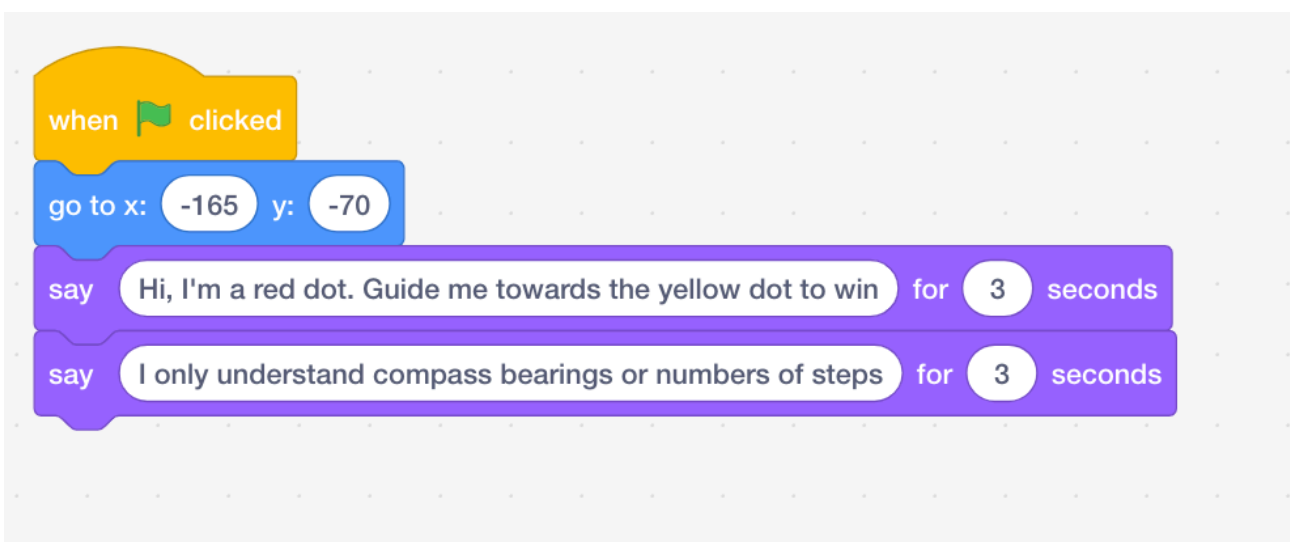 when clicked
go to x: -165 y: -70
say Hi, I'm a red dot. Guide me towards the yellow dot to win for 3 seconds
say I only understand compass bearings or numbers of steps for 3 seconds